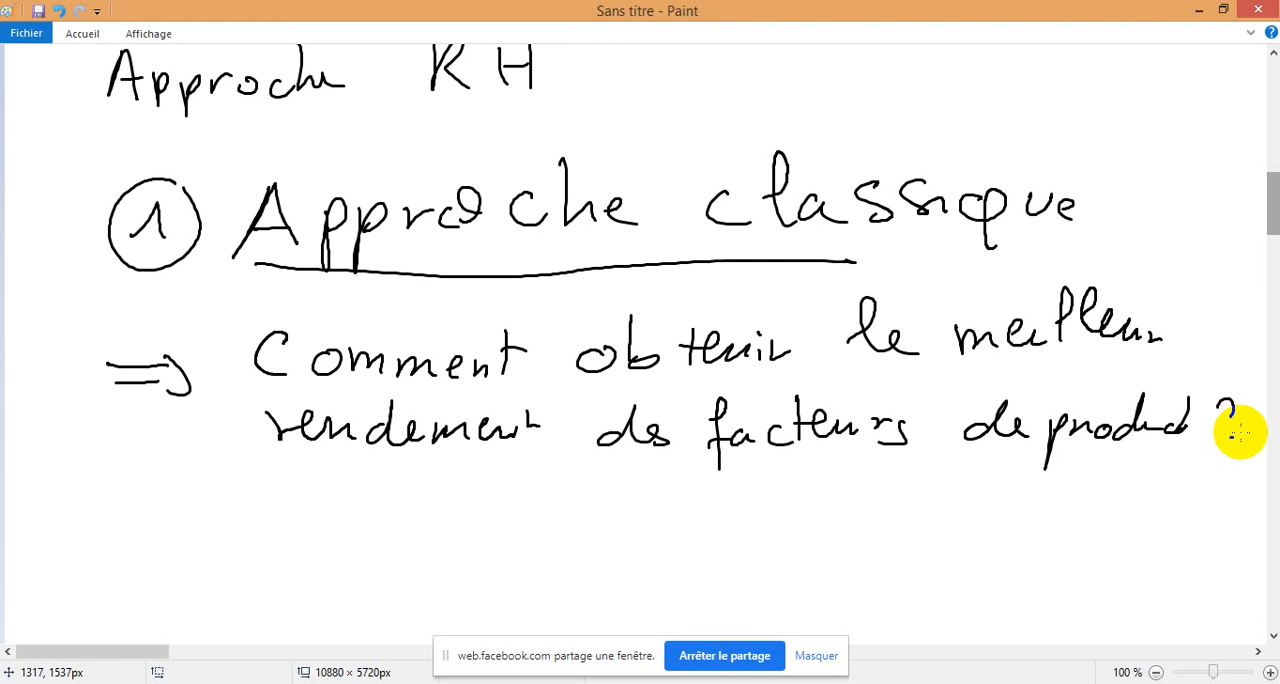 Sans titre - Paint
Fichier Accueil Affichage
Approche RH
1 Approche classique
=> Comment obtenir le meilleur
rendement des facteurs de product ?
web.facebook.com partage une fenêtre. Arrêter le partage Masquer
1317, 1537px 10880 × 5720px 100 %